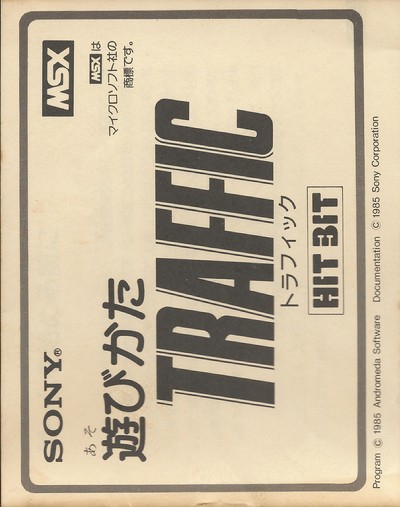 SONY®
MSX
MSXは
マイクロソフト社の
商標です。
あそ
遊びかた
TRAFFIC
トラフィック
HIT BIT
Program © 1985 Andromeda Software Documentation © 1985 Sony Corporation